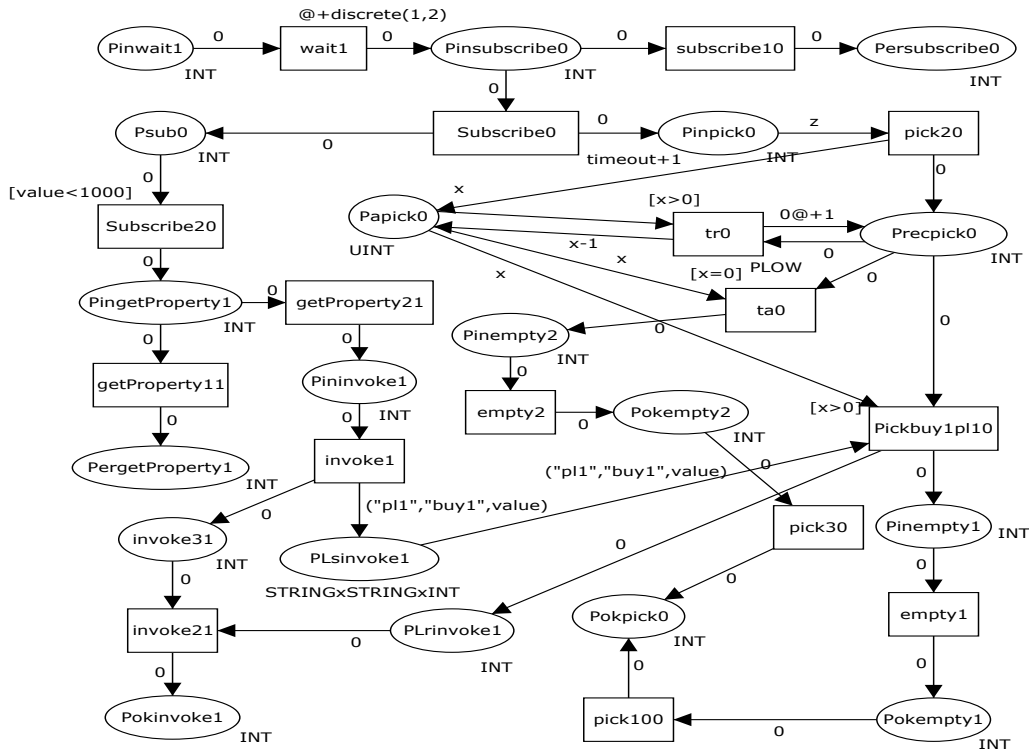 @+discrete(1,2)
Pinwait1 0 wait1 0 Pinsubscribe0 0 subscribe10 0 Persubscribe0
INT INT INT
0
Psub0 0 Subscribe0 0 Pinpick0 z pick20
INT INT
0 timeout+1 0
[value<1000] x [x>0]
Subscribe20 Papick0 tr0 0@+1 Precpick0
UINT x-1 x PLOW 0 INT
0 x [x=0] 0
PingetProperty1 0 getProperty21 ta0
INT Pinempty2 0
INT
0 0 0 0
getProperty11 Pininvoke1 empty2 0 Pokempty2 [x>0] Pickbuy1pl10
INT INT
0 0
PergetProperty1 invoke1 0
INT ("pl1","buy1",value) ("pl1","buy1",value) 0
0
invoke31 PLsinvoke1 pick30 Pinempty1
INT STRINGxSTRINGxINT 0 INT
0 0 0
invoke21 0 PLrinvoke1 Pokpick0 empty1
INT INT
0 0 0
Pokinvoke1 pick100 0 Pokempty1
INT INT